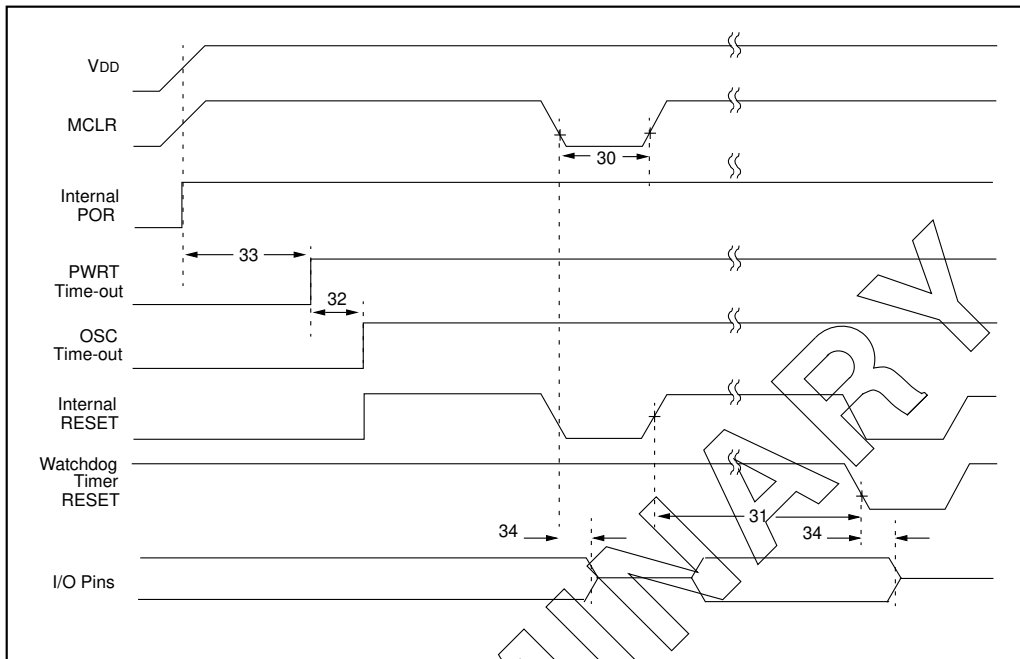 VDD
MCLR
30
Internal
POR
33
PWRT
Time-out
32
OSC
Time-out
Internal
RESET
Watchdog
Timer
RESET
31
34
34
I/O Pins
INARY